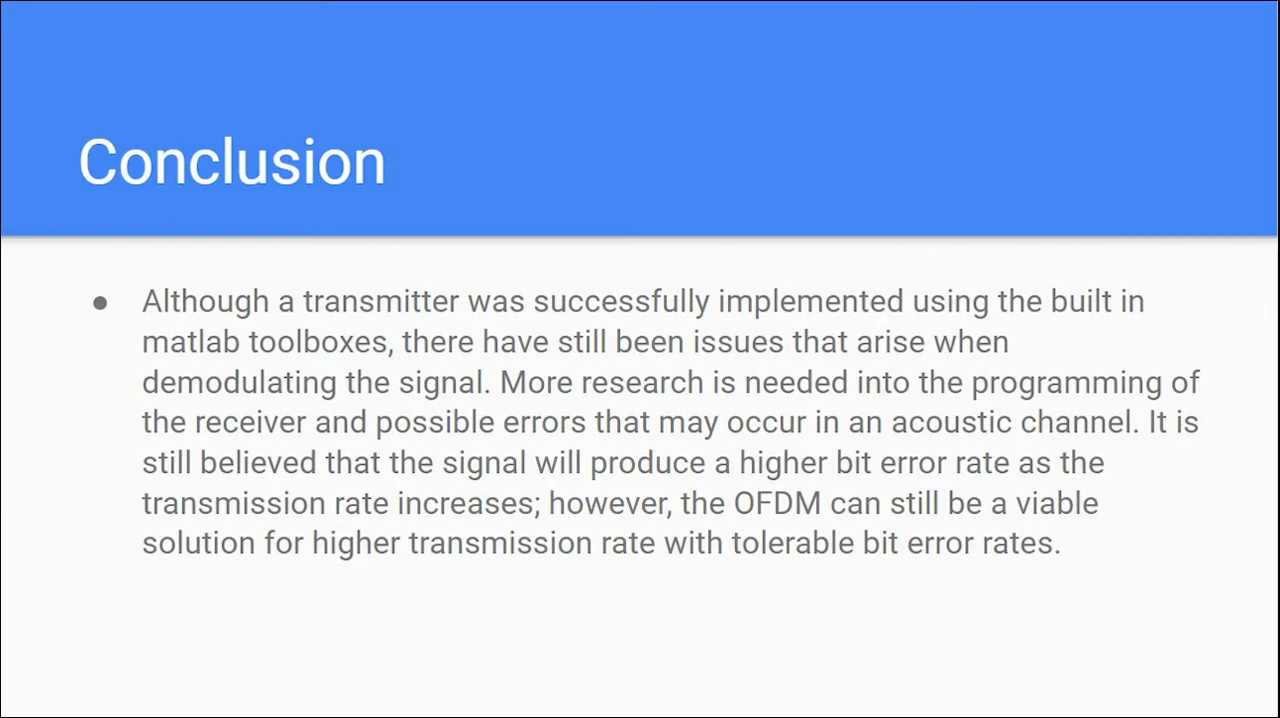 Conclusion
● Although a transmitter was successfully implemented using the built in
matlab toolboxes, there have still been issues that arise when
demodulating the signal. More research is needed into the programming of
the receiver and possible errors that may occur in an acoustic channel. It is
still believed that the signal will produce a higher bit error rate as the
transmission rate increases; however, the OFDM can still be a viable
solution for higher transmission rate with tolerable bit error rates.